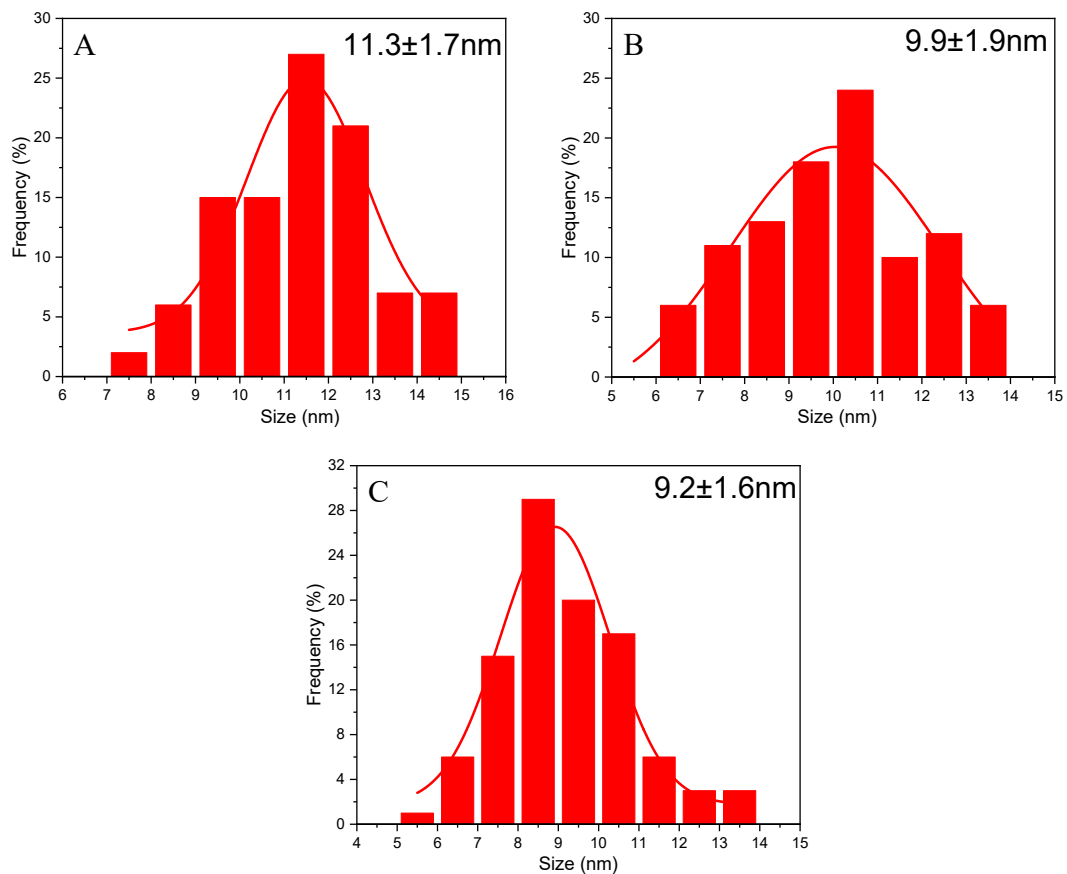 A
11.3±1.7nm
30
25
20
15
10
5
0
Frequency (%)
6 7 8 9 10 11 12 13 14 15 16
Size (nm)
B
9.9±1.9nm
30
25
20
15
10
5
0
Frequency (%)
5 6 7 8 9 10 11 12 13 14 15
Size (nm)
C
9.2±1.6nm
32
28
24
20
16
12
8
4
0
Frequency (%)
4 5 6 7 8 9 10 11 12 13 14 15
Size (nm)